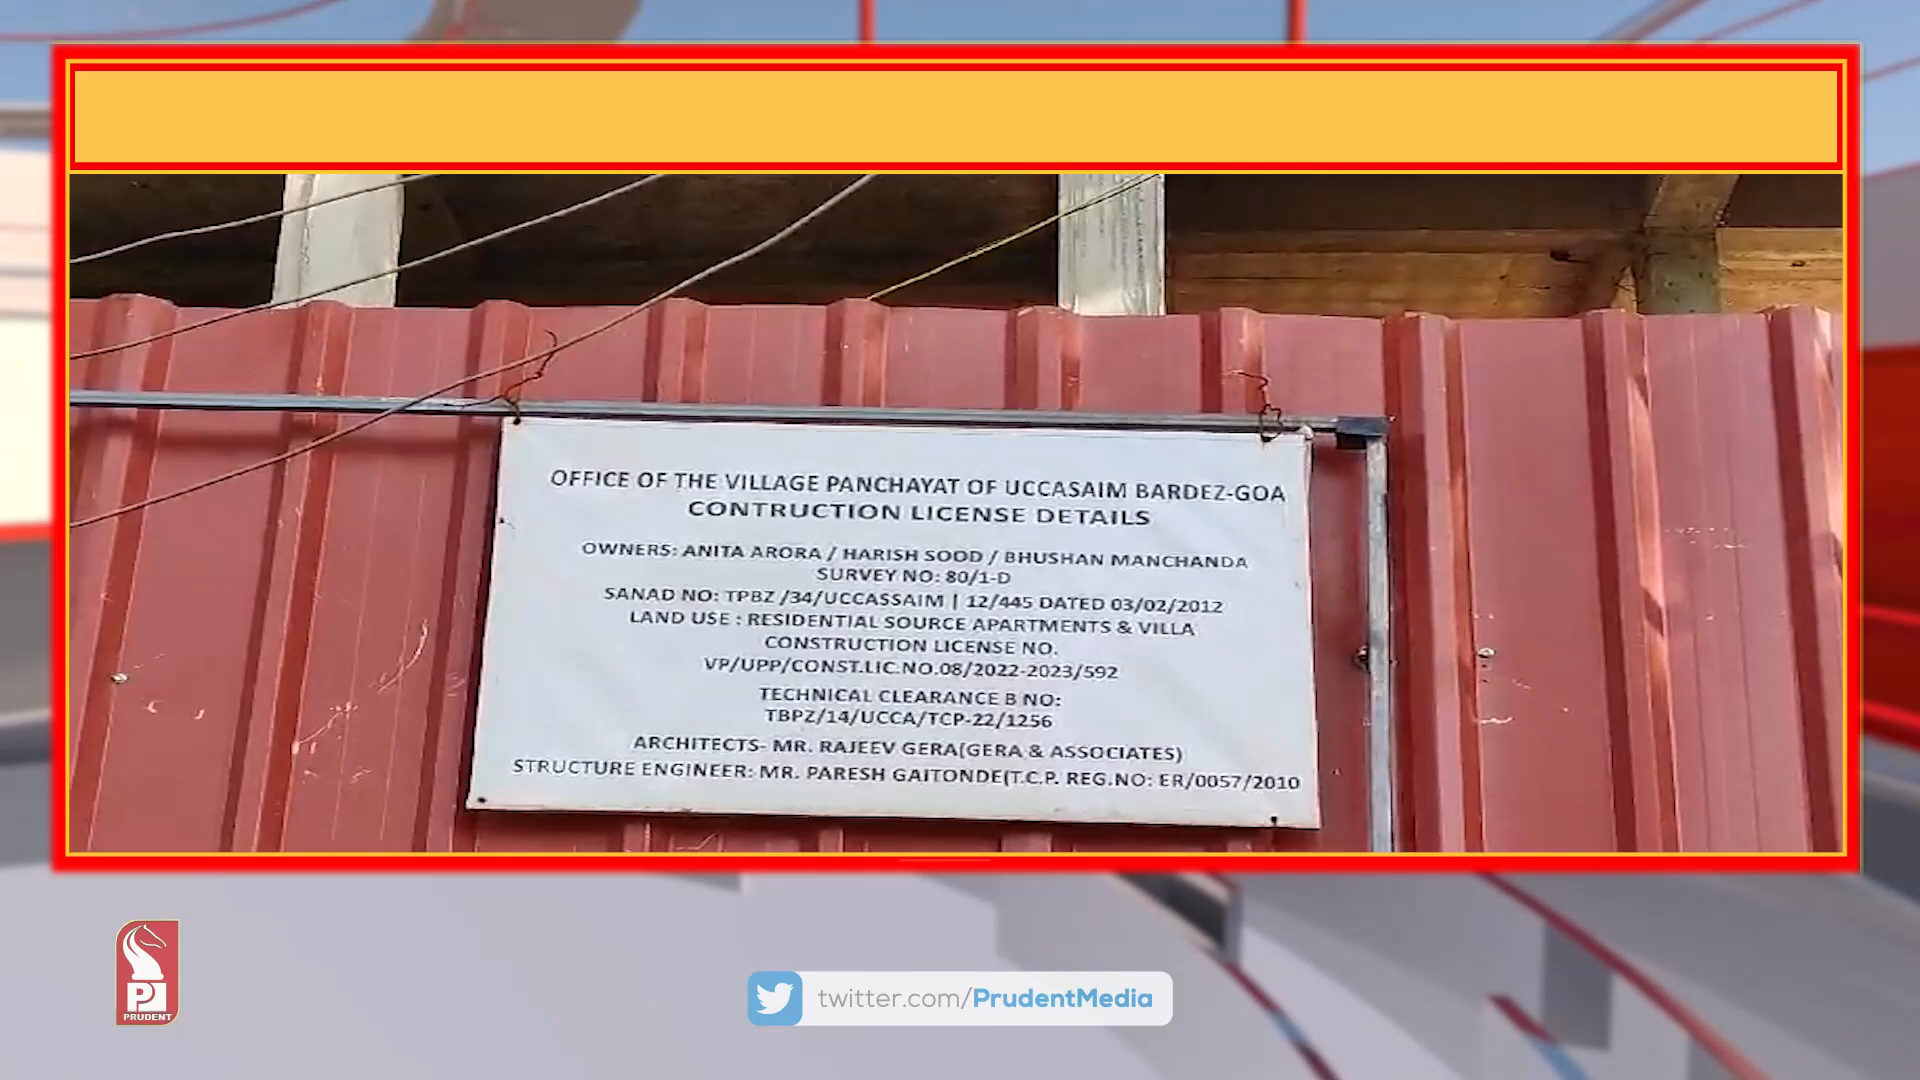 OFFICE OF THE VILLAGE PANCHAYAT OF UCCASAIM BARDEZ-GOA
CONTRUCTION LICENSE DETAILS
OWNERS: ANITA ARORA / HARISH SOOD / BHUSHAN MANCHANDA
SURVEY NO: 80/1-D
SANAD NO: TPBZ /34/UCCASSAIM | 12/445 DATED 03/02/2012
LAND USE : RESIDENTIAL SOURCE APARTMENTS & VILLA
CONSTRUCTION LICENSE NO.
VP/UPP/CONST.LIC.NO.08/2022-2023/592
TECHNICAL CLEARANCE B NO:
TBPZ/14/UCCA/TCP-22/1256
ARCHITECTS- MR. RAJEEV GERA(GERA & ASSOCIATES)
STRUCTURE ENGINEER: MR. PARESH GAITONDE(T.C.P. REG.NO: ER/0057/2010
PRUDENT
twitter.com/PrudentMedia